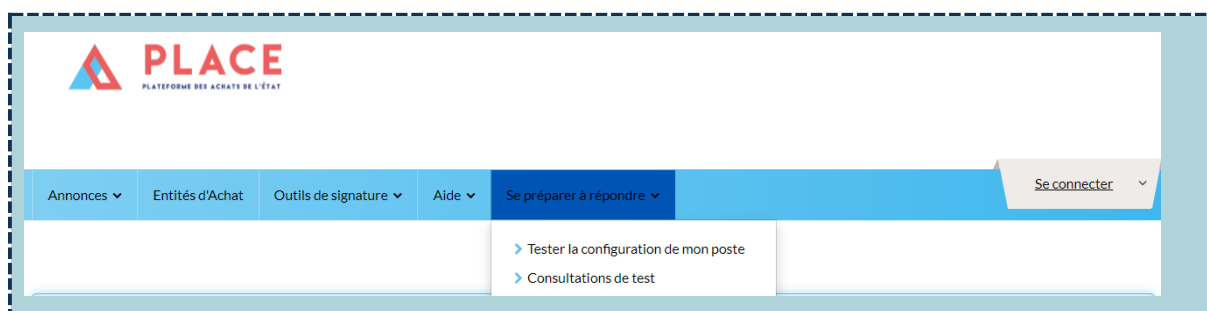 PLACE
PLATEFORME DES ACHATS DE L'ÉTAT
Se connecter
Annonces Entités d'Achat Outils de signature Aide Se préparer à répondre
Tester la configuration de mon poste
Consultations de test